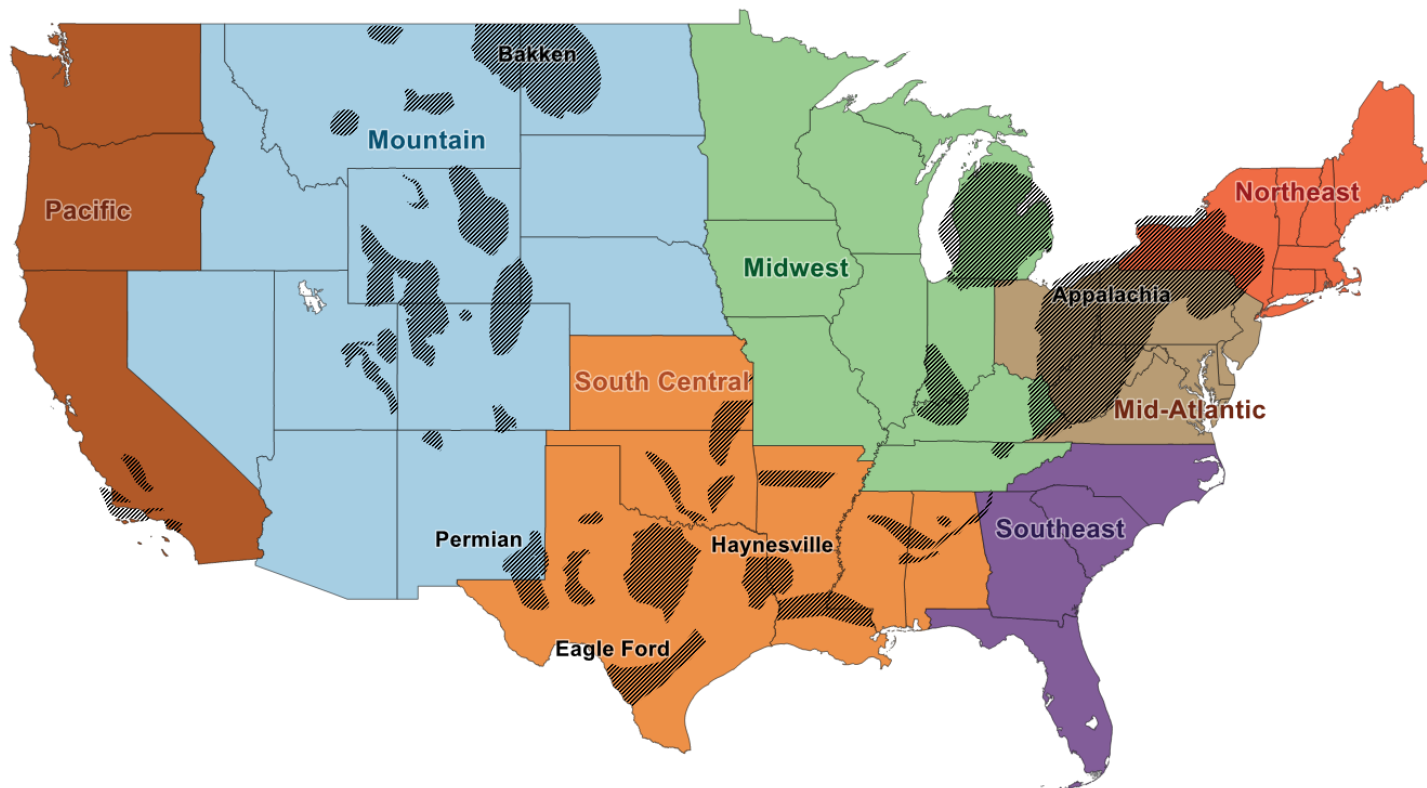 Bakken
Mountain
Pacific
Northeast
Midwest
Appalachia
South Central
Mid-Atlantic
Southeast
Permian
Haynesville
Eagle Ford